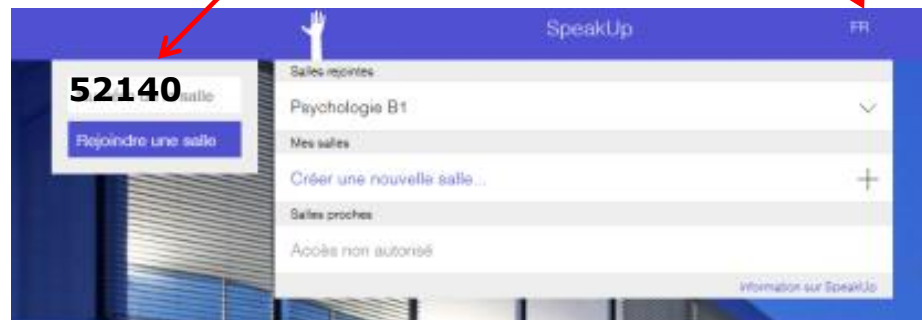 SpeakUp
FR
52140
salle
Rejoindre une salle
Salles rejointes
Psychologie B1
Mes salles
Créer une nouvelle salle...
Salles proches
Accès non autorisé
Information sur SpeakUp